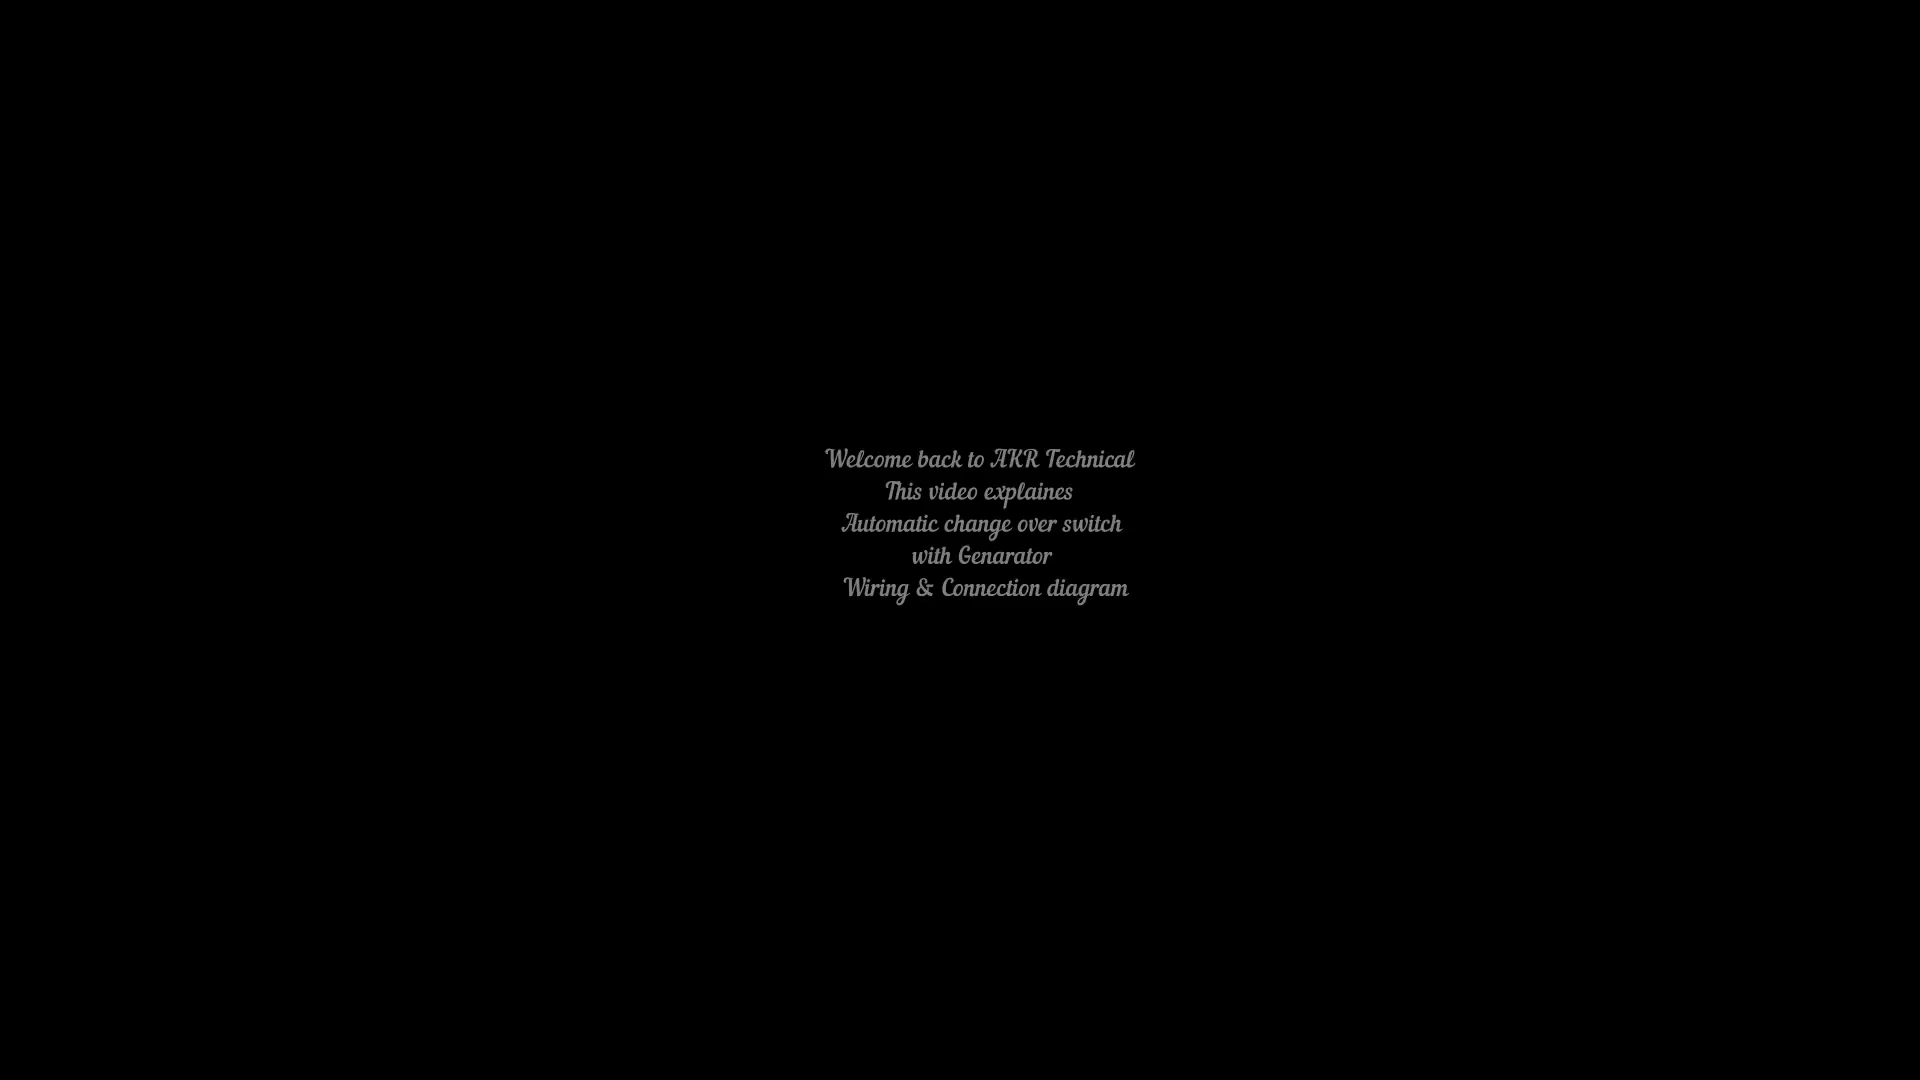 Welcome back to AKR Technical
This video explaines
Automatic change over switch
with Genarator
Wiring & Connection diagram